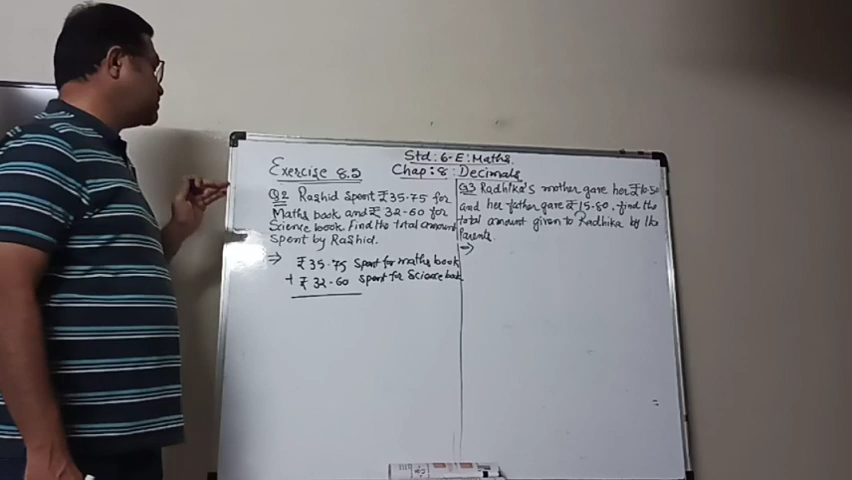 Std: 6-E: Maths.
Chap: 8: Decimals
Exercise 8.5
Q2 Rashid spent ₹35.75 for
Maths book and ₹ 32-60 for
Science book. Find the total amount
spent by Rashid.
⇒ ₹35.75 spent for maths book
+ ₹ 32-60 spent for Science book
Q3 Radhika's mother gave her ₹10.50
and her father gave ₹15.80. find the
total amount given to Radhika by the
Parents.
⇒
=